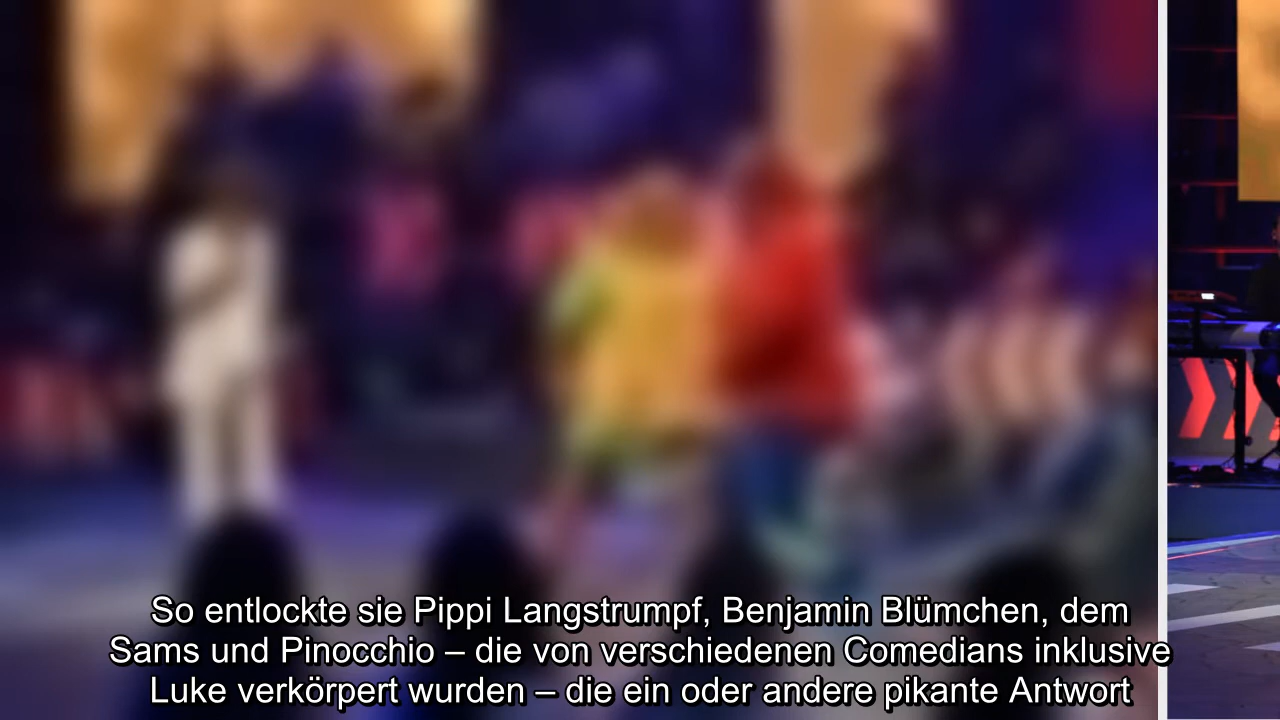 So entlockte sie Pippi Langstrumpf, Benjamin Blümchen, dem
Sams und Pinocchio – die von verschiedenen Comedians inklusive
Luke verkörpert wurden – die ein oder andere pikante Antwort